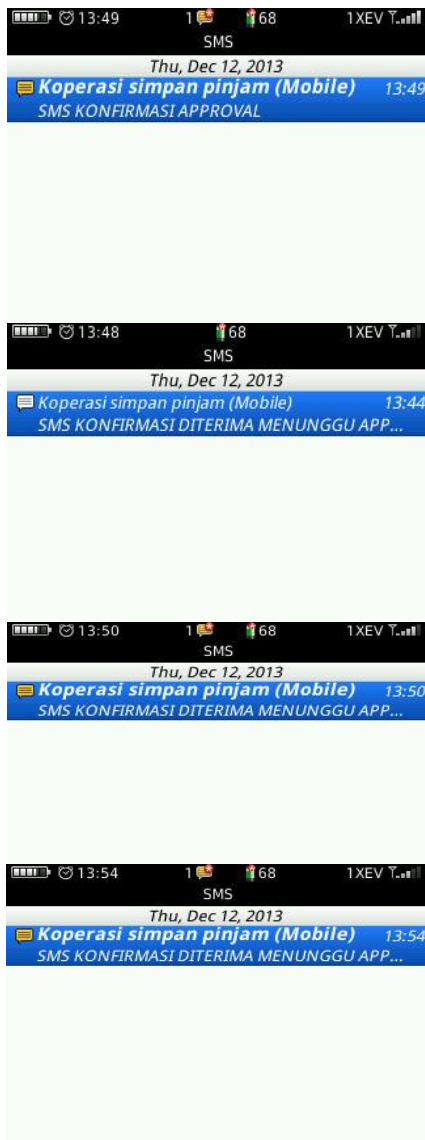 13:49 1 68 1XEV
SMS
Thu, Dec 12, 2013
Koperasi simpan pinjam (Mobile) 13:49
SMS KONFIRMASI APPROVAL
13:48 68 1XEV
SMS
Thu, Dec 12, 2013
Koperasi simpan pinjam (Mobile) 13:44
SMS KONFIRMASI DITERIMA MENUNGGU APP...
13:50 1 68 1XEV
SMS
Thu, Dec 12, 2013
Koperasi simpan pinjam (Mobile) 13:50
SMS KONFIRMASI DITERIMA MENUNGGU APP...
13:54 1 68 1XEV
SMS
Thu, Dec 12, 2013
Koperasi simpan pinjam (Mobile) 13:54
SMS KONFIRMASI DITERIMA MENUNGGU APP...